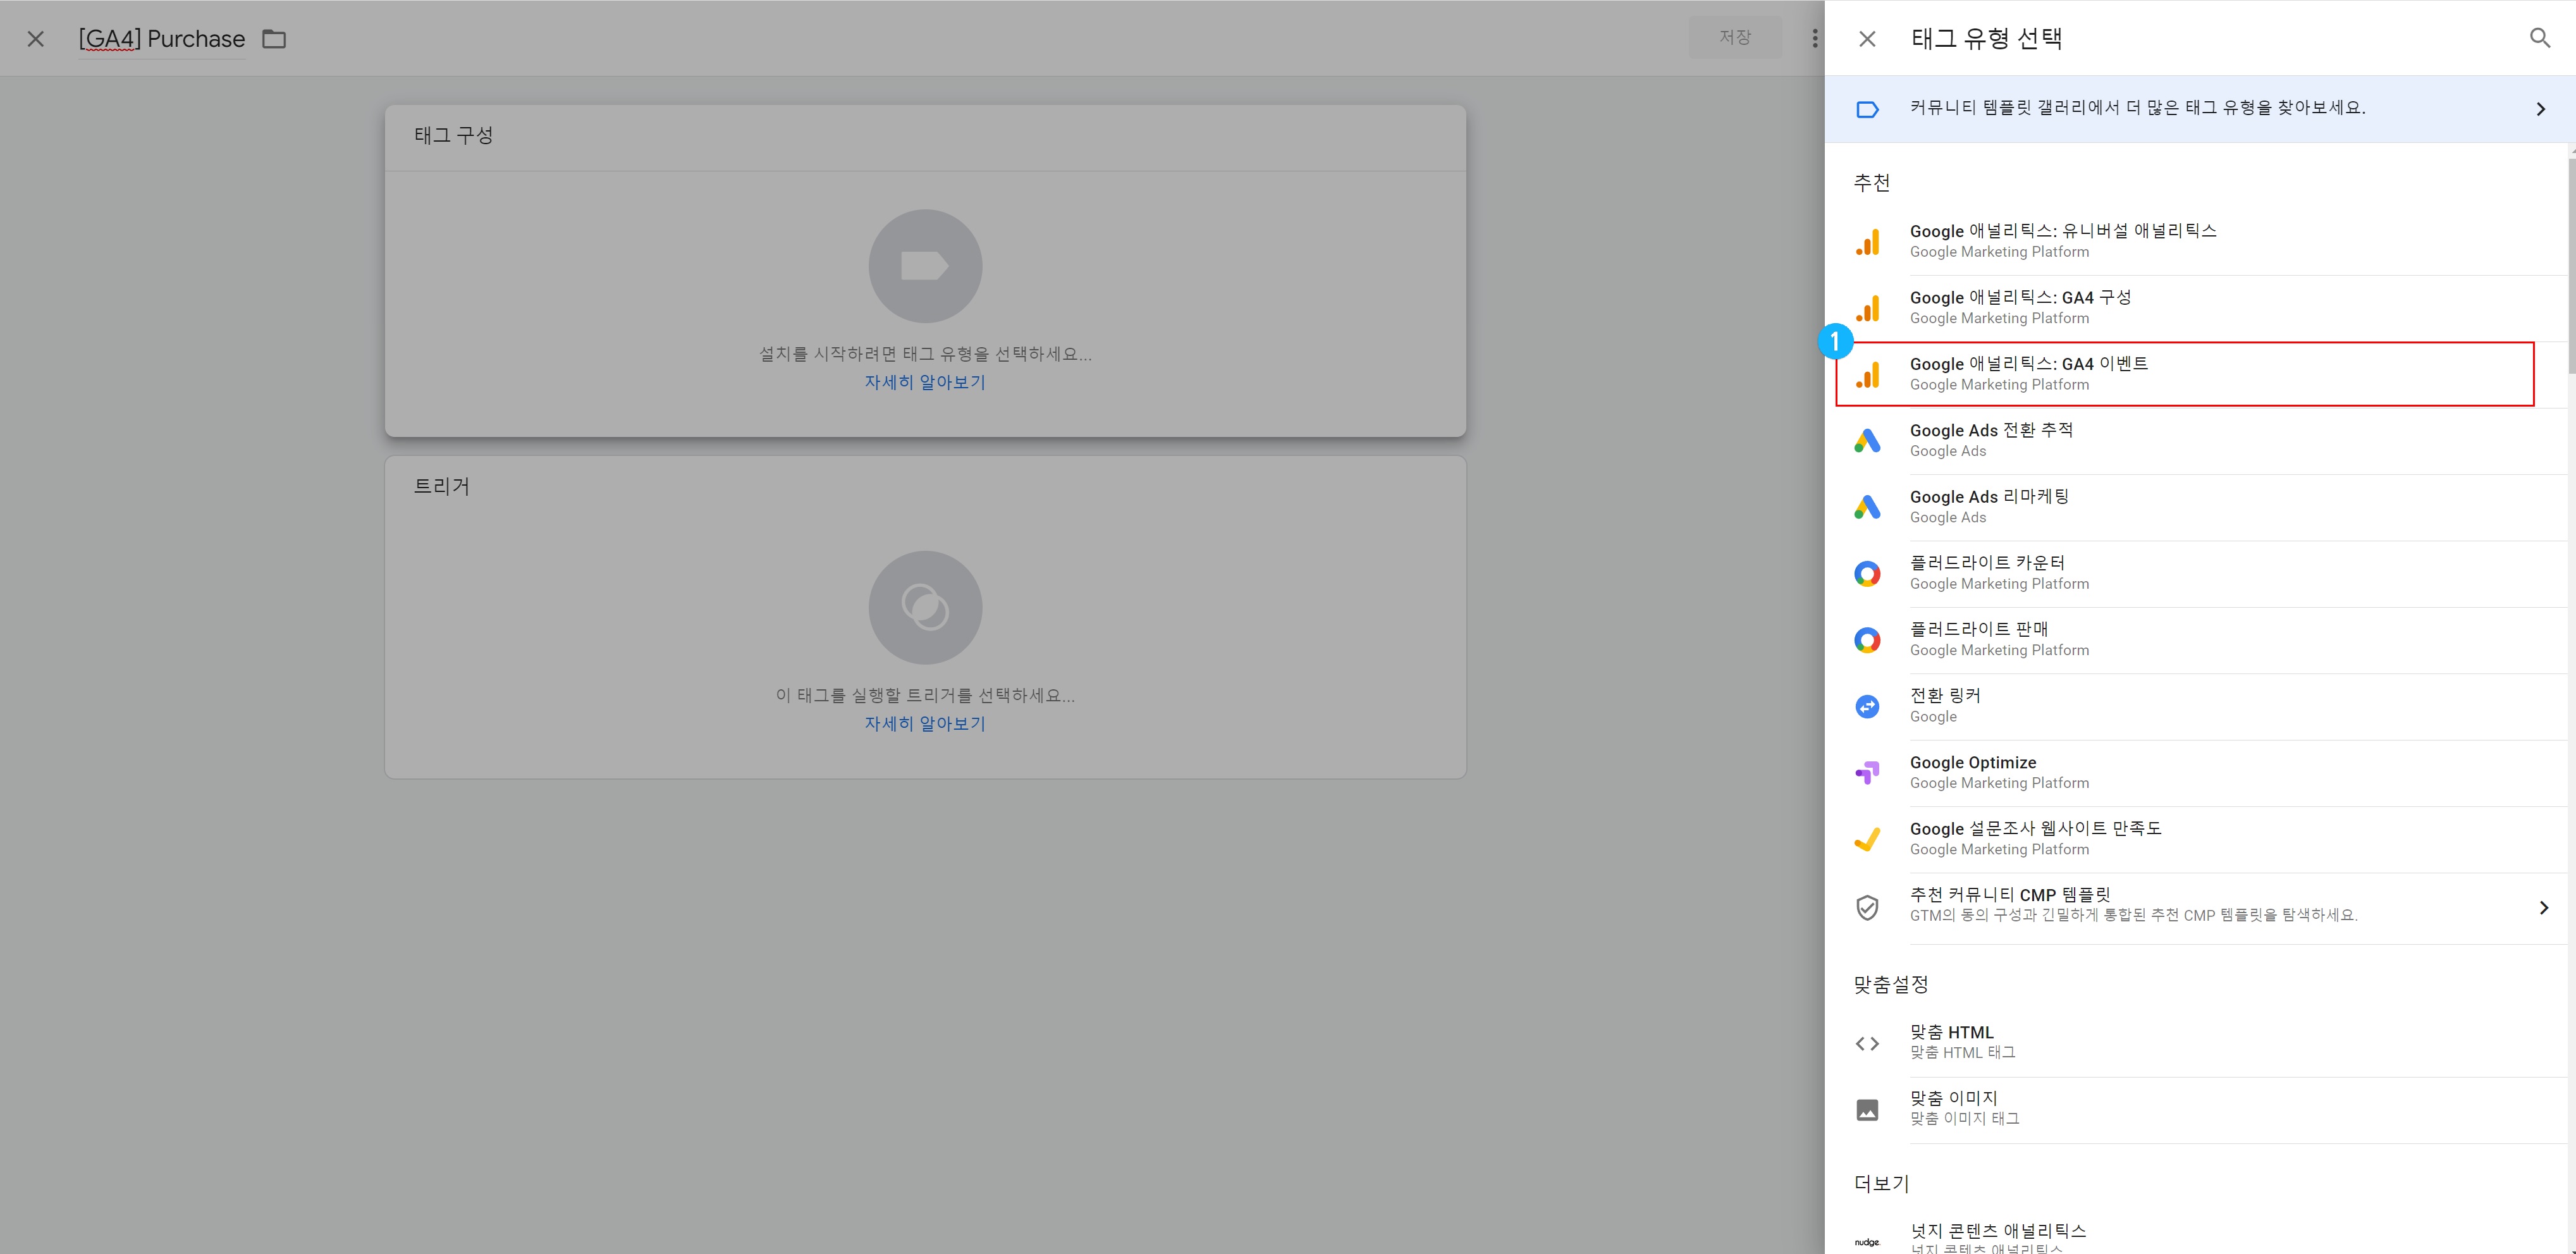 [GA4] Purchase
저장
태그 구성
설치를 시작하려면 태그 유형을 선택하세요...
자세히 알아보기
트리거
이 태그를 실행할 트리거를 선택하세요...
자세히 알아보기
태그 유형 선택
커뮤니티 템플릿 갤러리에서 더 많은 태그 유형을 찾아보세요.
추천
Google 애널리틱스: 유니버설 애널리틱스
Google Marketing Platform
Google 애널리틱스: GA4 구성
Google Marketing Platform
1
Google 애널리틱스: GA4 이벤트
Google Marketing Platform
Google Ads 전환 추적
Google Ads
Google Ads 리마케팅
Google Ads
플러드라이트 카운터
Google Marketing Platform
플러드라이트 판매
Google Marketing Platform
전환 링커
Google
Google Optimize
Google Marketing Platform
Google 설문조사 웹사이트 만족도
Google Marketing Platform
추천 커뮤니티 CMP 템플릿
GTM의 동의 구성과 긴밀하게 통합된 추천 CMP 템플릿을 탐색하세요.
맞춤설정
맞춤 HTML
맞춤 HTML 태그
맞춤 이미지
맞춤 이미지 태그
더보기
nudge.
넛지 콘텐츠 애널리틱스
넛지 콘텐츠 애널리틱스